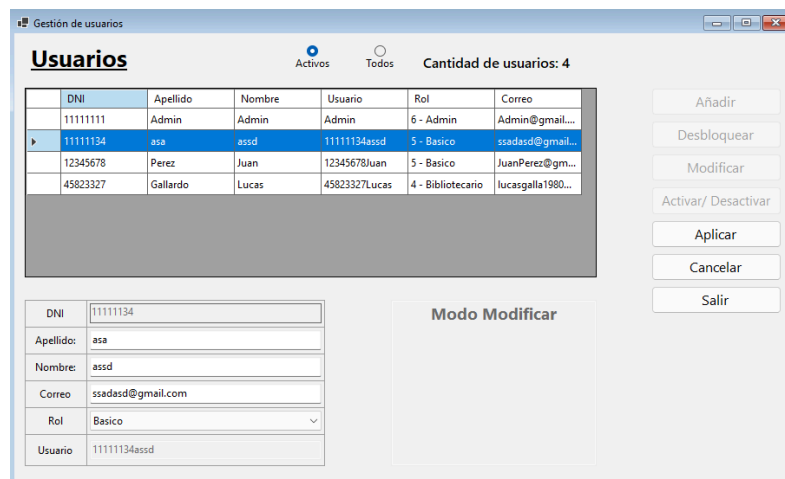 Gestión de usuarios
Usuarios
Activos Todos
Cantidad de usuarios: 4
DNI Apellido Nombre Usuario Rol Correo
11111111 Admin Admin Admin 6 - Admin Admin@gmail....
11111134 asa assd 11111134assd 5 - Basico ssadasd@gmail...
12345678 Perez Juan 12345678Juan 5 - Basico JuanPerez@gm...
45823327 Gallardo Lucas 45823327Lucas 4 - Bibliotecario lucasgalla1980...
Añadir
Desbloquear
Modificar
Activar/ Desactivar
Aplicar
Cancelar
Salir
DNI 11111134
Apellido: asa
Nombre: assd
Correo ssadasd@gmail.com
Rol Basico
Usuario 11111134assd
Modo Modificar